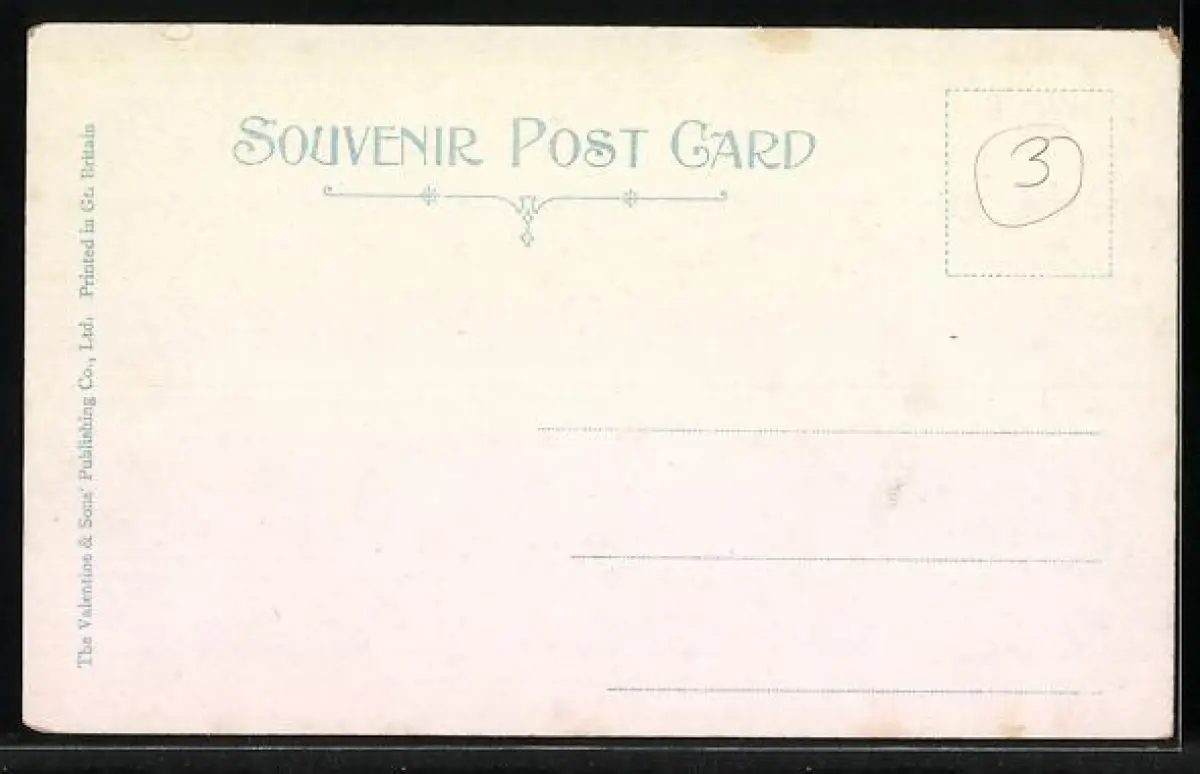 SOUVENIR POST CARD
3
The Valentine & Sons' Publishing Co., Ltd. Printed in Gt. Britain